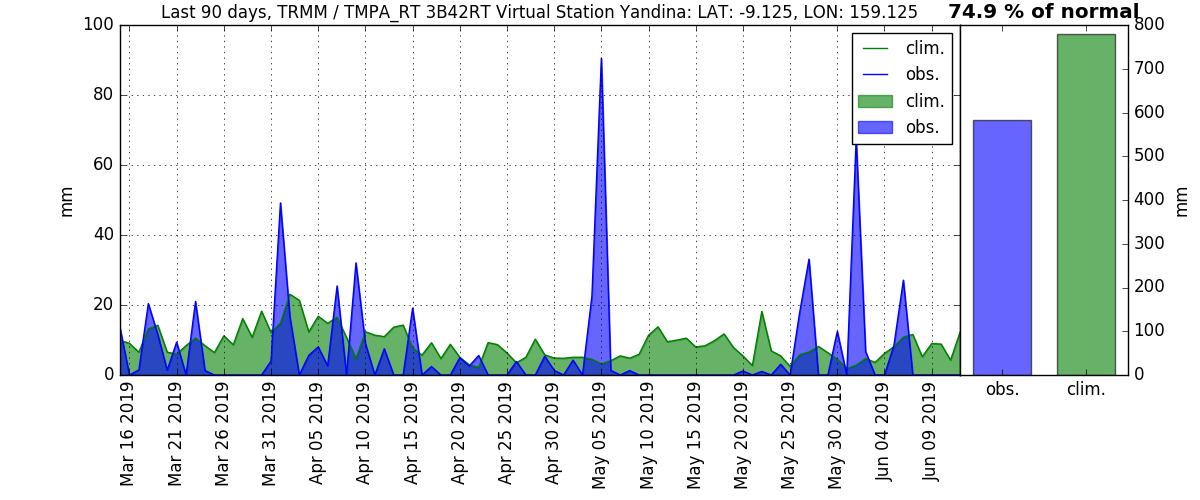 Last 90 days, TRMM / TMPA_RT 3B42RT Virtual Station Yandina: LAT: -9.125, LON: 159.125
74.9 % of normal
100
80
60
40
20
0
mm
clim.
obs.
clim.
obs.
Mar 16 2019
Mar 21 2019
Mar 26 2019
Mar 31 2019
Apr 05 2019
Apr 10 2019
Apr 15 2019
Apr 20 2019
Apr 25 2019
Apr 30 2019
May 05 2019
May 10 2019
May 15 2019
May 20 2019
May 25 2019
May 30 2019
Jun 04 2019
Jun 09 2019
800
700
600
500
400
300
200
100
0
mm
obs.
clim.